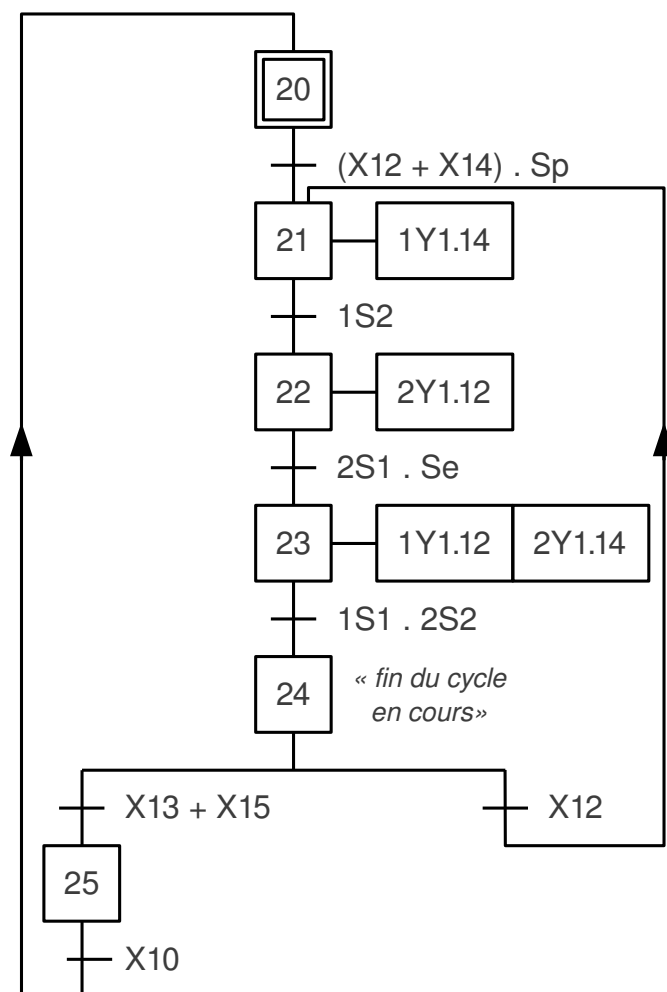 20
(X12 + X14) . Sp
21 1Y1.14
1S2
22 2Y1.12
2S1 . Se
23 1Y1.12 2Y1.14
1S1 . 2S2
24 « fin du cycle
en cours»
X13 + X15 X12
25
X10